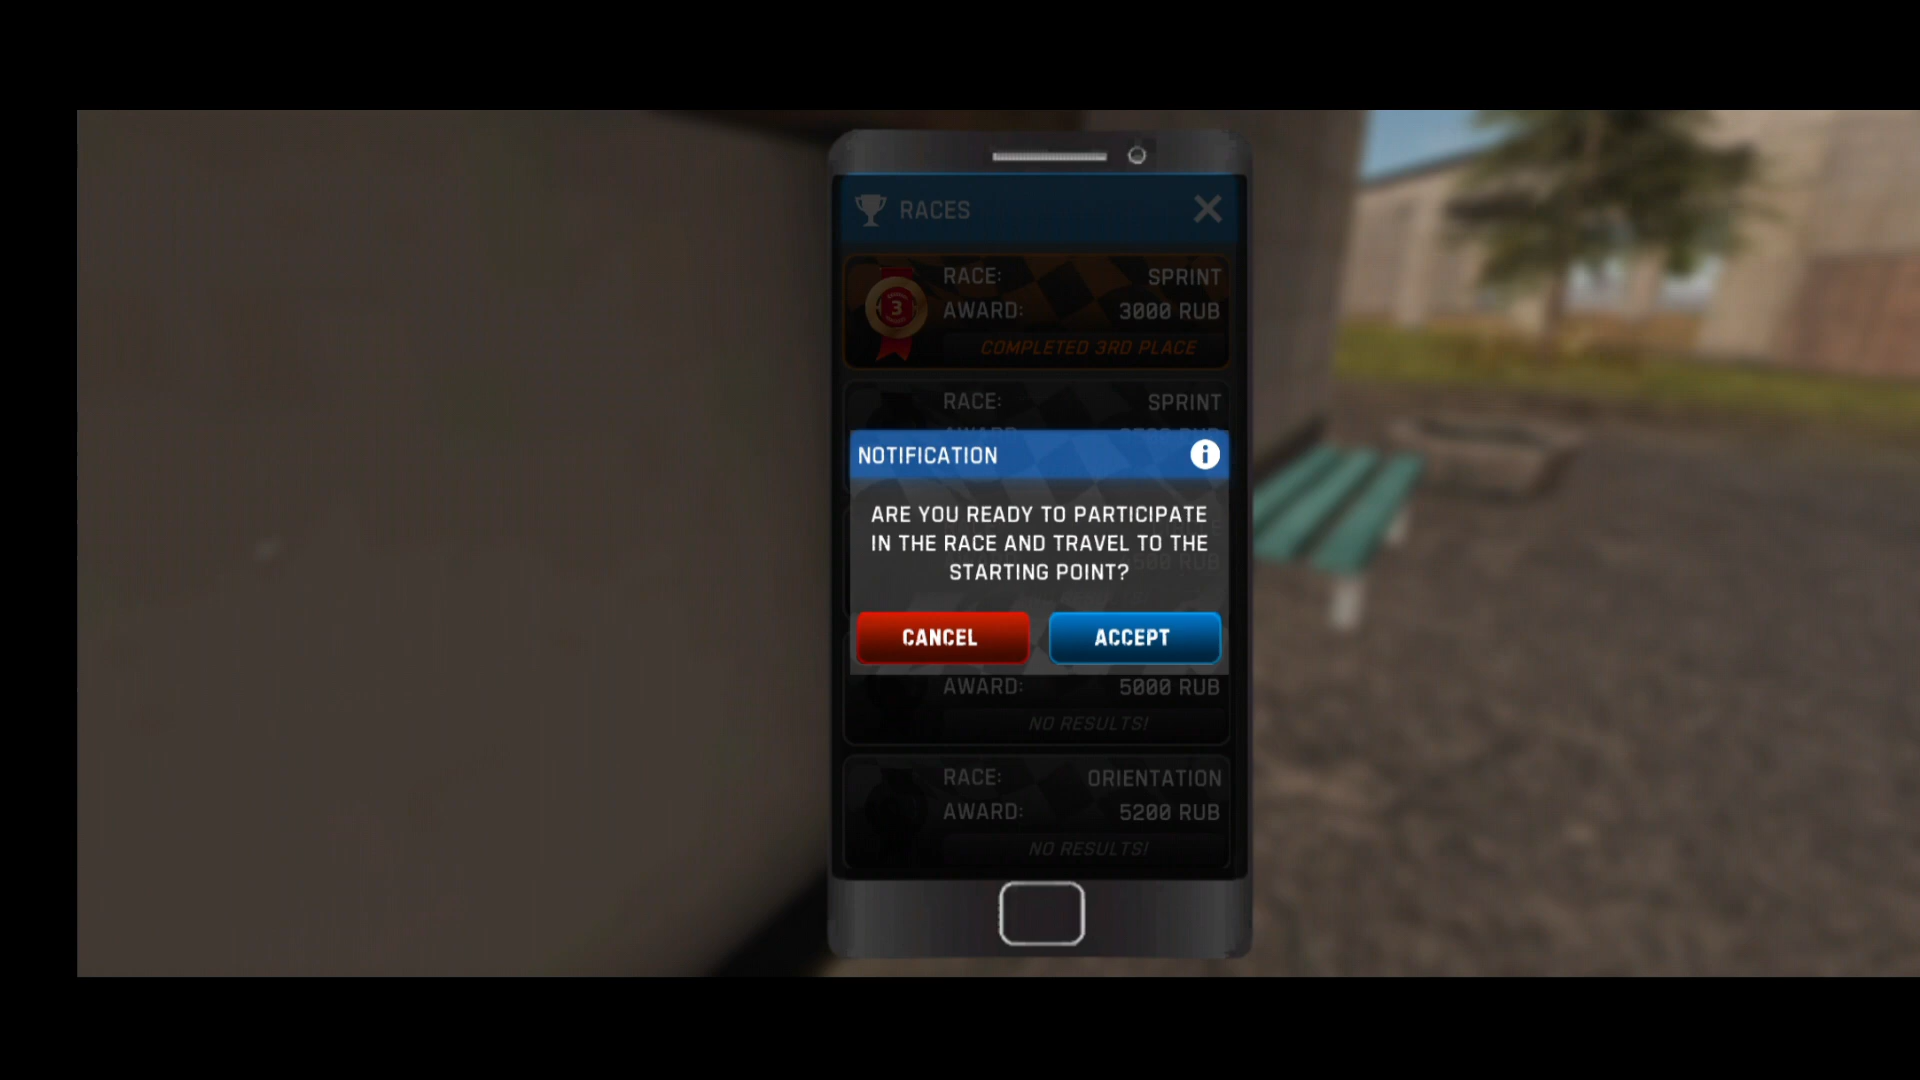 RACES
RACE: SPRINT
3
AWARD: 3000 RUB
COMPLETED 3RD PLACE
RACE: SPRINT
NOTIFICATION
ARE YOU READY TO PARTICIPATE
IN THE RACE AND TRAVEL TO THE
STARTING POINT?
CANCEL ACCEPT
AWARD: 5000 RUB
NO RESULTS!
RACE: ORIENTATION
AWARD: 5200 RUB
NO RESULTS!